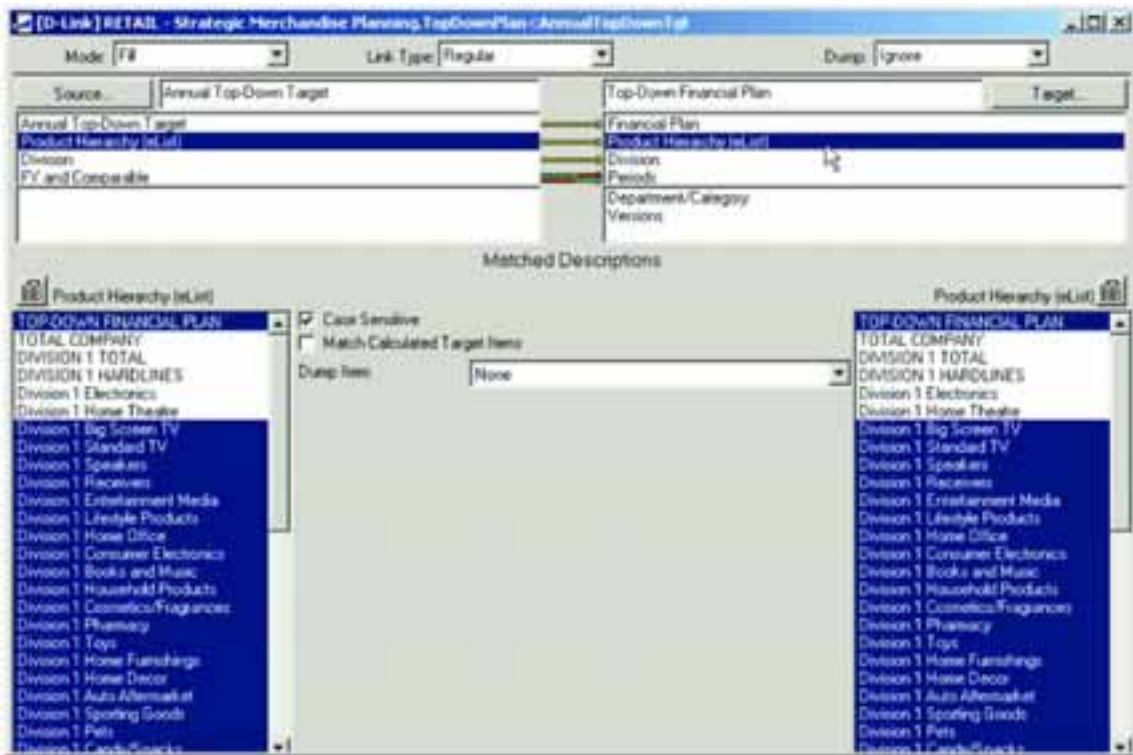 [D-Link] RETAIL - Strategic Merchandise Planning.TopDownPlan<AnnualTopDownTgt
Mode: Fill Link Type: Regular Dump: Ignore
Source... Annual Top-Down Target Top-Down Financial Plan Target...
Annual Top-Down Target Financial Plan
Product Hierarchy (eList) Product Hierarchy (eList)
Division Division
FY and Comparable Periods
Department/Category
Versions
Matched Descriptions
Product Hierarchy (eList) Product Hierarchy (eList)
TOP-DOWN FINANCIAL PLAN Case Sensitive TOP-DOWN FINANCIAL PLAN
TOTAL COMPANY Match Calculated Target Items TOTAL COMPANY
DIVISION 1 TOTAL DIVISION 1 TOTAL
DIVISION 1 HARDLINES Dump Item: None DIVISION 1 HARDLINES
Division 1 Electronics Division 1 Electronics
Division 1 Home Theatre Division 1 Home Theatre
Division 1 Big Screen TV Division 1 Big Screen TV
Division 1 Standard TV Division 1 Standard TV
Division 1 Speakers Division 1 Speakers
Division 1 Receivers Division 1 Receivers
Division 1 Entertainment Media Division 1 Entertainment Media
Division 1 Lifestyle Products Division 1 Lifestyle Products
Division 1 Home Office Division 1 Home Office
Division 1 Consumer Electronics Division 1 Consumer Electronics
Division 1 Books and Music Division 1 Books and Music
Division 1 Household Products Division 1 Household Products
Division 1 Cosmetics/Fragrances Division 1 Cosmetics/Fragrances
Division 1 Pharmacy Division 1 Pharmacy
Division 1 Toys Division 1 Toys
Division 1 Home Furnishings Division 1 Home Furnishings
Division 1 Home Decor Division 1 Home Decor
Division 1 Auto Aftermarket Division 1 Auto Aftermarket
Division 1 Sporting Goods Division 1 Sporting Goods
Division 1 Pets Division 1 Pets
Division 1 Candy/Snacks Division 1 Candy/Snacks